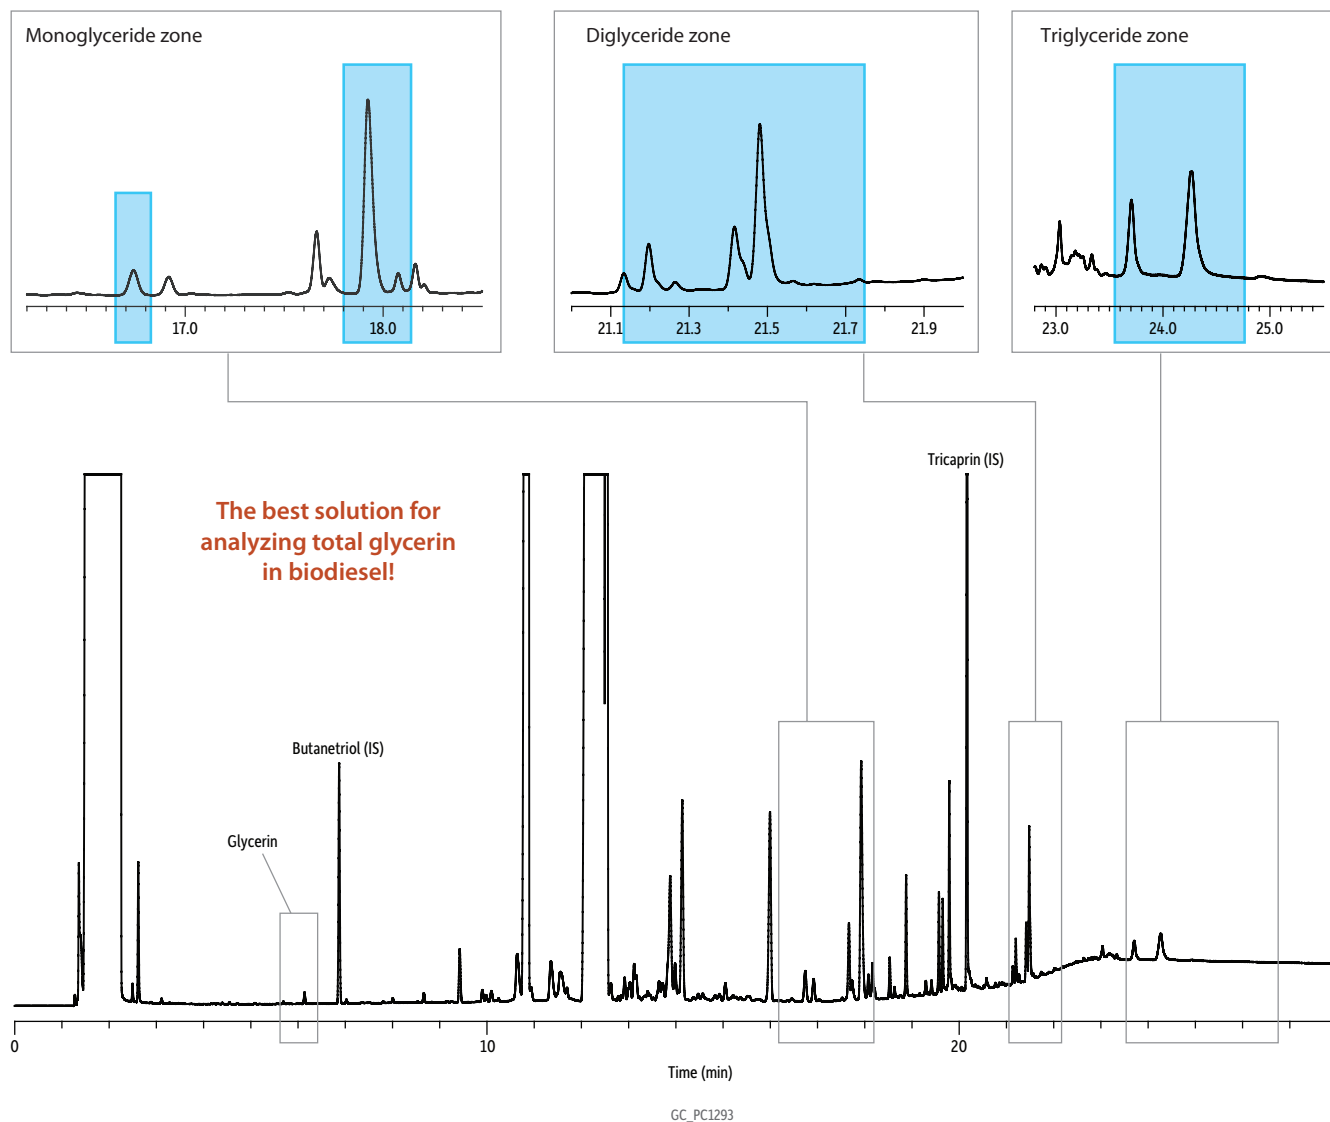 Monoglyceride zone
Diglyceride zone
Triglyceride zone
17.0 18.0
21.1 21.3 21.5 21.7 21.9
23.0 24.0 25.0
Tricaprin (IS)
The best solution for
analyzing total glycerin
in biodiesel!
Butanetriol (IS)
Glycerin
0 10 20
Time (min)
GC_PC1293